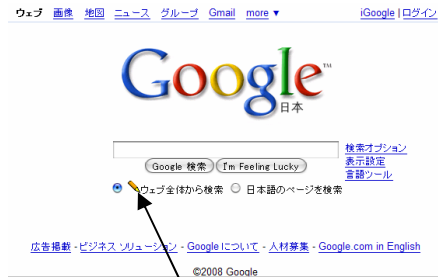 ウェブ 画像 地図 ニュース グループ Gmail more ▼ iGoogle | ログイン
Google™
日本
検索オプション
Google 検索 I'm Feeling Lucky 表示設定
言語ツール
ウェブ全体から検索 日本語のページを検索
広告掲載 - ビジネス ソリューション - Google について - 人材募集 - Google.com in English
©2008 Google